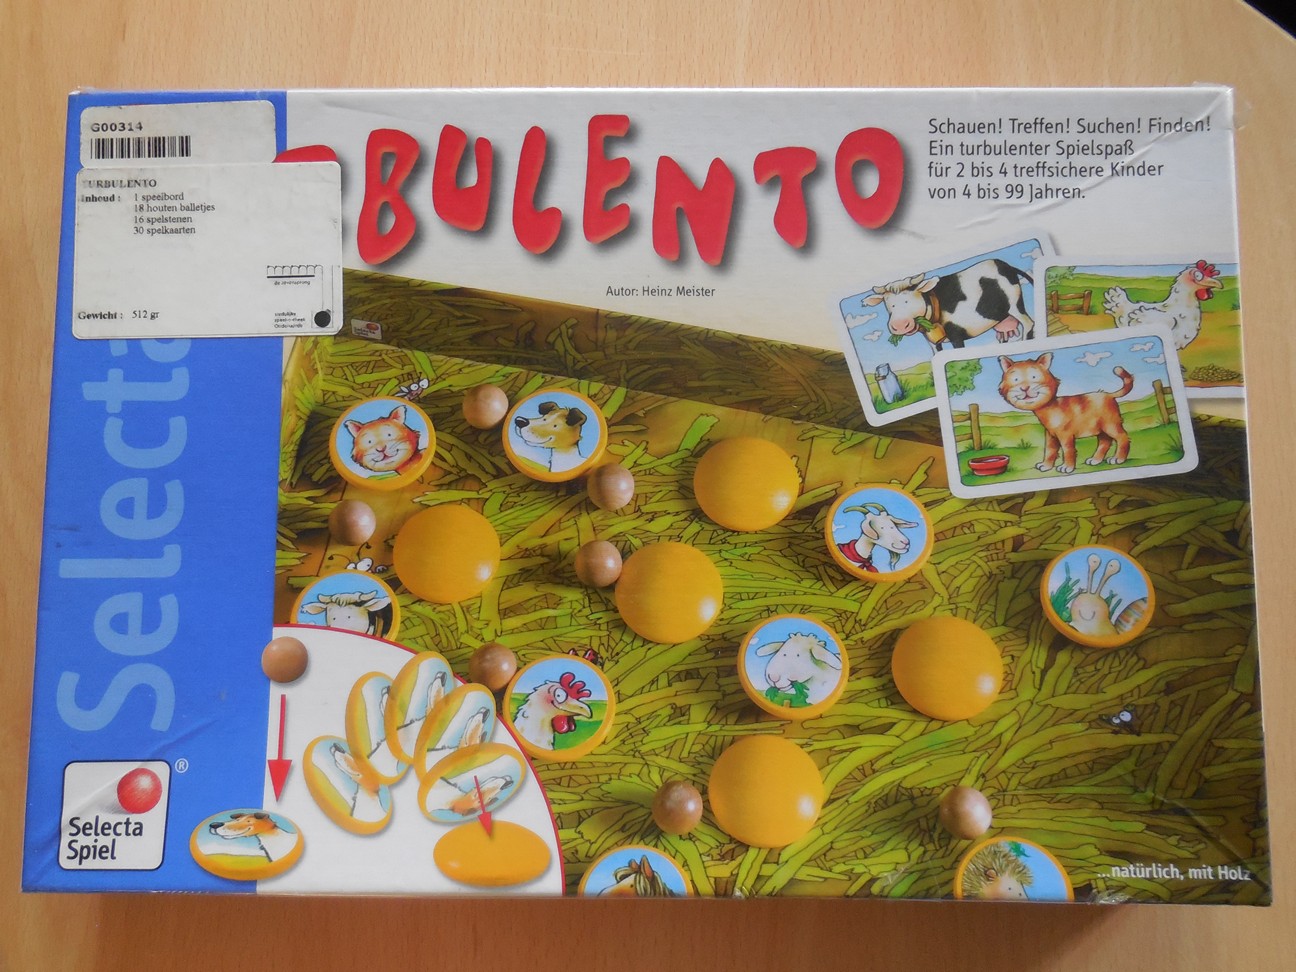 G00314
TURBULENTO
Inhoud : 1 speelbord
18 houten balletjes
16 spelstenen
30 spelkaarten
Gewicht : 512 gr
BULENTO
Schauen! Treffen! Suchen! Finden!
Ein turbulenter Spielspaß
für 2 bis 4 treffsichere Kinder
von 4 bis 99 Jahren.
Autor: Heinz Meister
Selecta
Selecta
Spiel
®
...natürlich, mit Holz